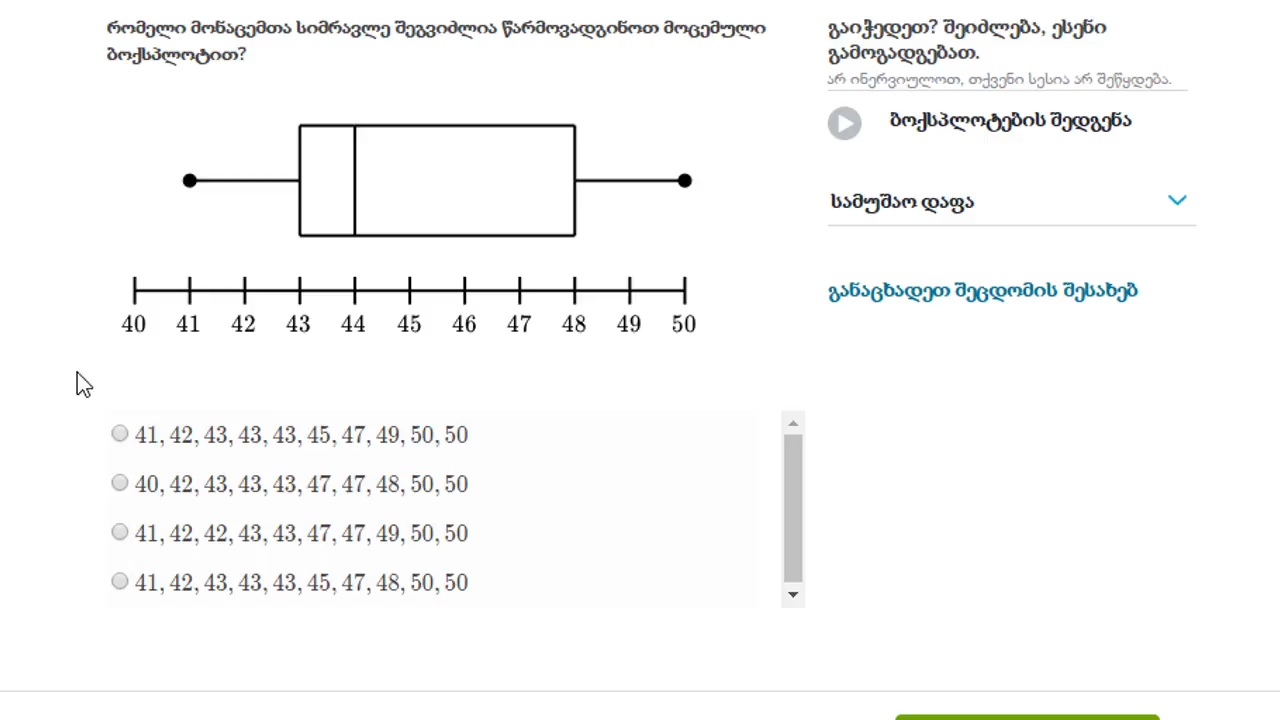 რომელი მონაცემთა სიმრავლე შეგვიძლია წარმოვადგინოთ მოცემული
ბოქსპლოტით?
40 41 42 43 44 45 46 47 48 49 50
41, 42, 43, 43, 43, 45, 47, 49, 50, 50
40, 42, 43, 43, 43, 47, 47, 48, 50, 50
41, 42, 42, 43, 43, 47, 47, 49, 50, 50
41, 42, 43, 43, 43, 45, 47, 48, 50, 50
გაიჭედეთ? შეიძლება, ესენი
გამოგადგებათ.
არ ინერვიულოთ, თქვენი სესია არ შეწყდება.
ბოქსპლოტების შედგენა
სამუშაო დაფა
განაცხადეთ შეცდომის შესახებ